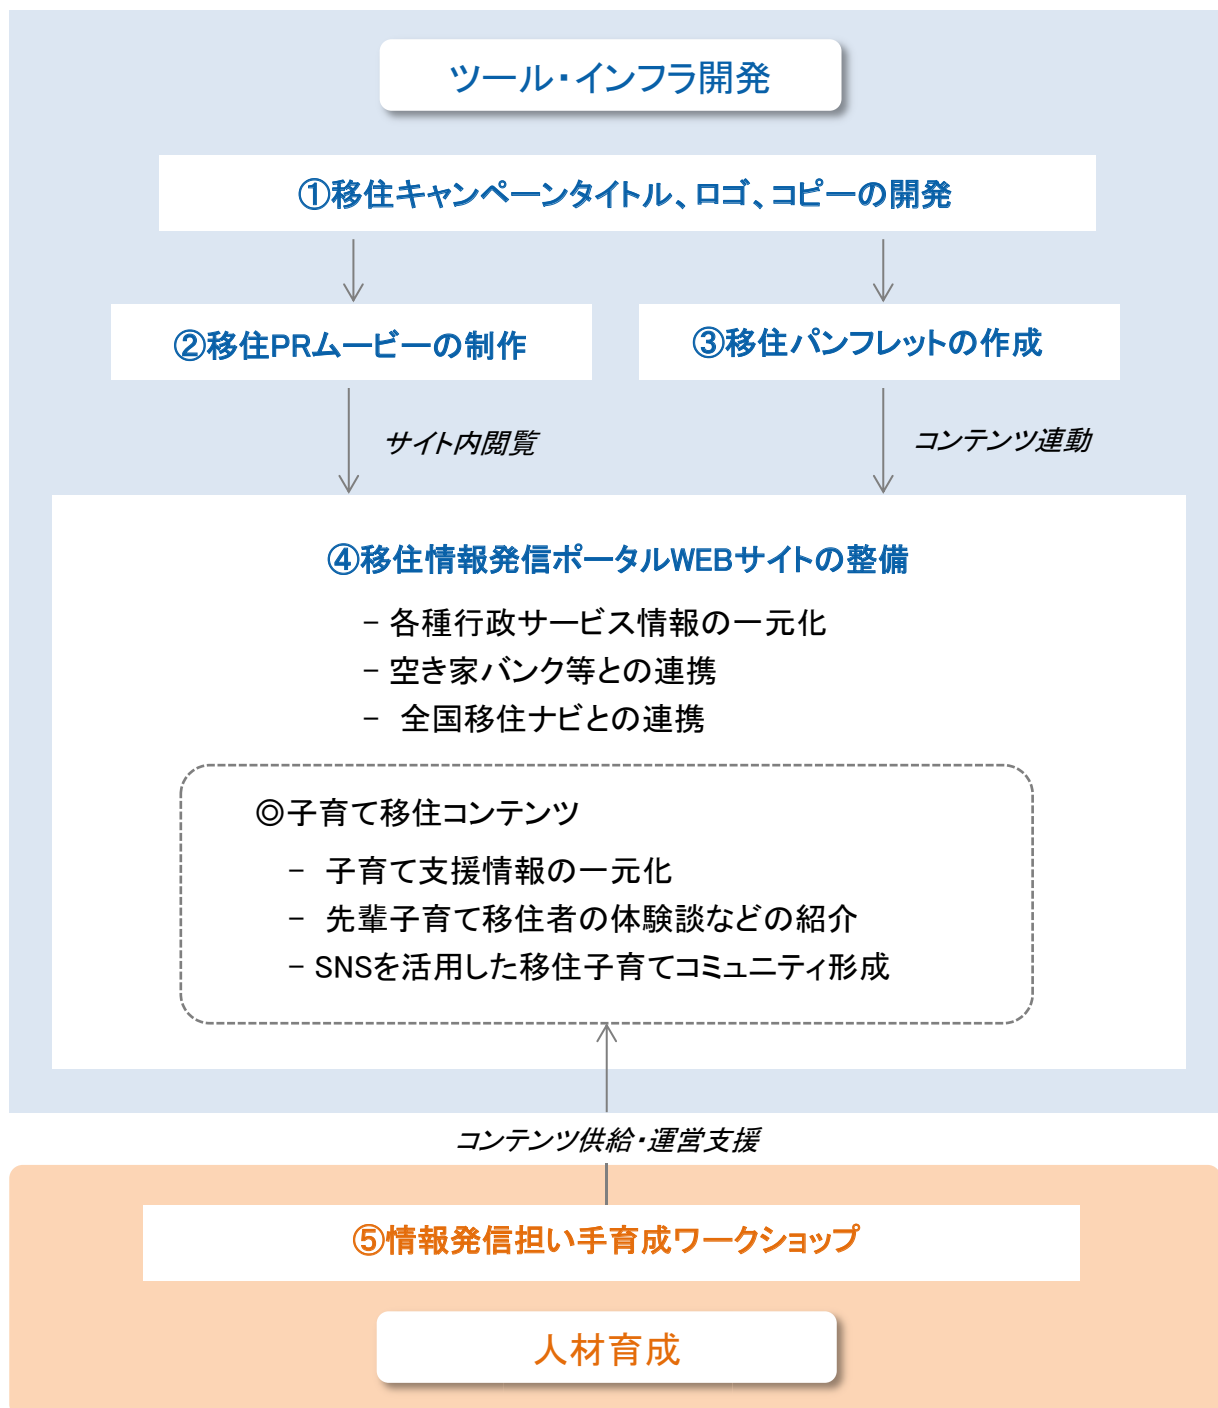 ツール・インフラ開発
①移住キャンペーンタイトル、ロゴ、コピーの開発
②移住PRムービーの制作
③移住パンフレットの作成
サイト内閲覧
コンテンツ連動
④移住情報発信ポータルWEBサイトの整備
− 各種行政サービス情報の一元化
− 空き家バンク等との連携
− 全国移住ナビとの連携
◎子育て移住コンテンツ
− 子育て支援情報の一元化
− 先輩子育て移住者の体験談などの紹介
− SNSを活用した移住子育てコミュニティ形成
コンテンツ供給・運営支援
⑤情報発信担い手育成ワークショップ
人材育成